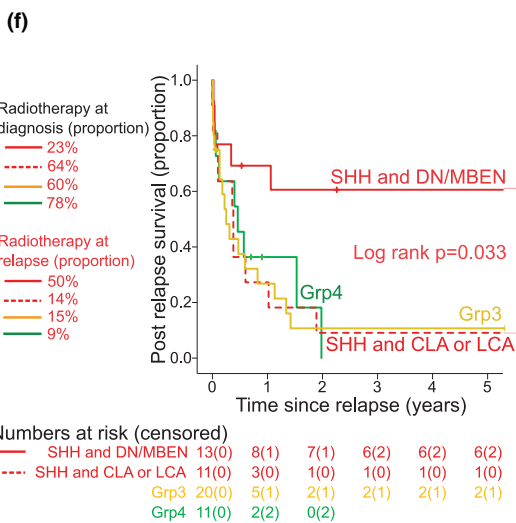 (f)
Radiotherapy at
diagnosis (proportion)
23%
64%
60%
78%
Radiotherapy at
relapse (proportion)
50%
14%
15%
9%
Post relapse survival (proportion)
1.0
0.8
0.6
0.4
0.2
0.0
SHH and DN/MBEN
Log rank p=0.033
Grp4
Grp3
SHH and CLA or LCA
0 1 2 3 4 5
Time since relapse (years)
Numbers at risk (censored)
SHH and DN/MBEN 13(0) 8(1) 7(1) 6(2) 6(2) 6(2)
SHH and CLA or LCA 11(0) 3(0) 1(0) 1(0) 1(0) 1(0)
Grp3 20(0) 5(1) 2(1) 2(1) 2(1) 2(1)
Grp4 11(0) 2(2) 0(2)